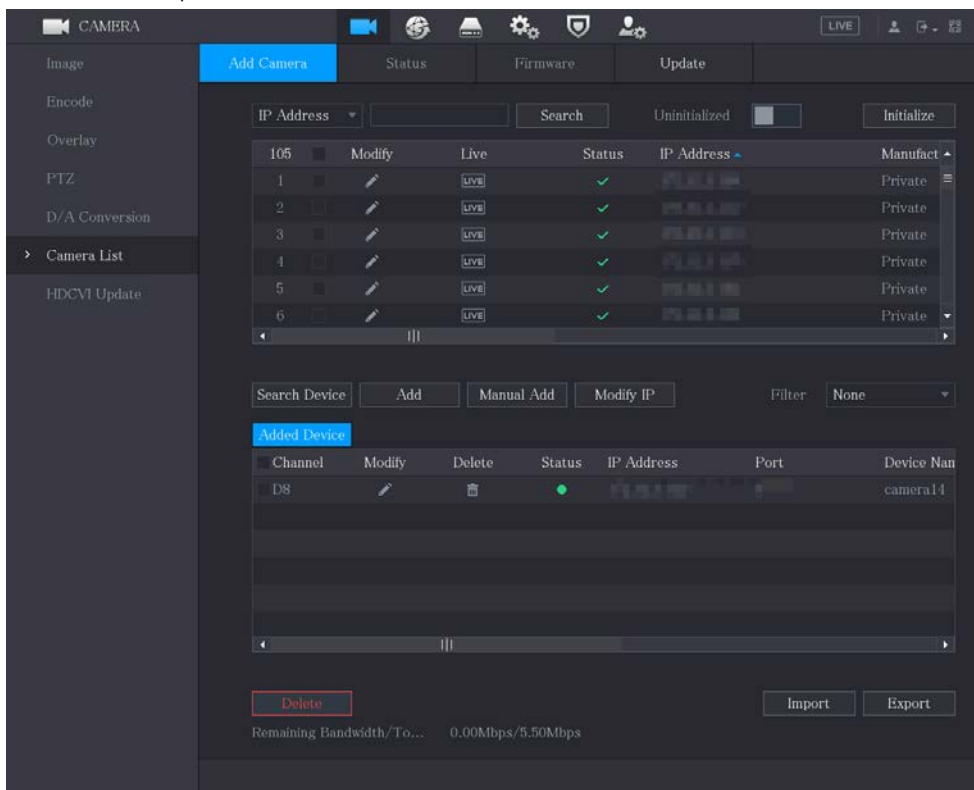 CAMERA LIVE
Image Add Camera Status Firmware Update
Encode
IP Address Search Uninitialized Initialize
Overlay
105 Modify Live Status IP Address Manufact
PTZ
1 LIVE Private
2 LIVE Private
D/A Conversion
3 LIVE Private
Camera List
4 LIVE Private
5 LIVE Private
HDCVI Update
6 LIVE Private
Search Device Add Manual Add Modify IP Filter None
Added Device
Channel Modify Delete Status IP Address Port Device Nan
D8 camera14
Delete Import Export
Remaining Bandwidth/To... 0.00Mbps/5.50Mbps